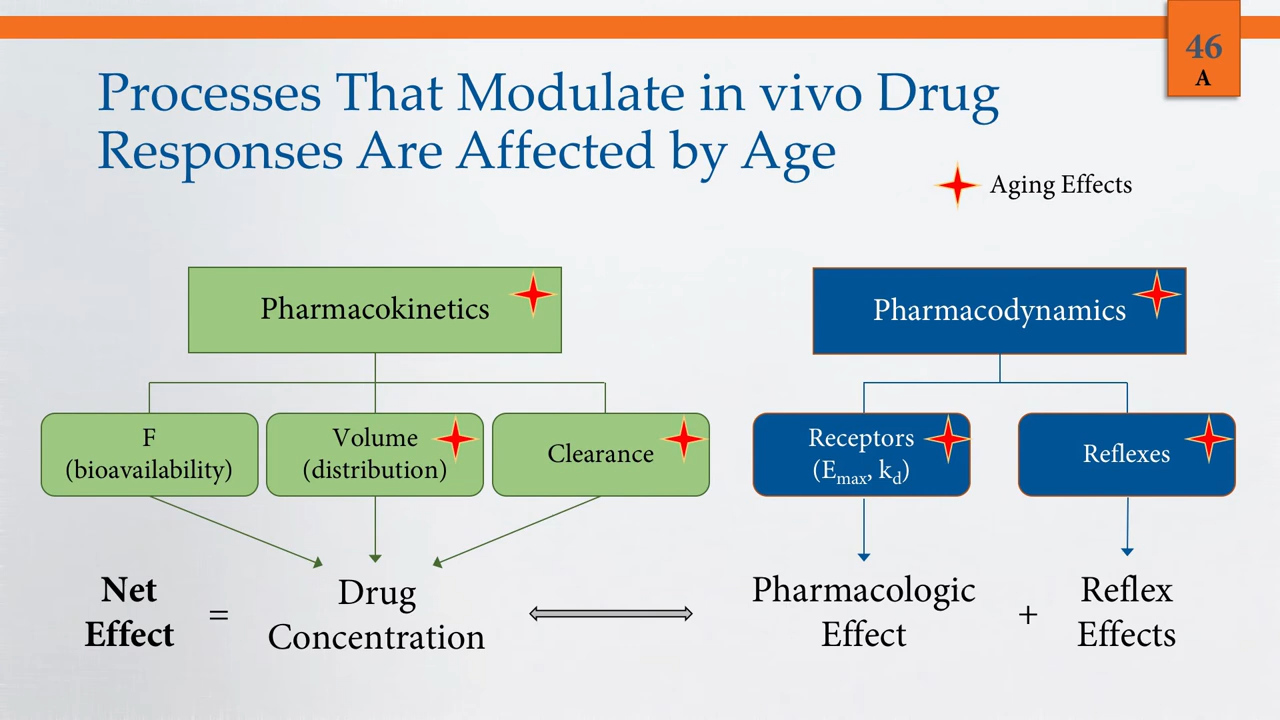 46
A
Processes That Modulate in vivo Drug
Responses Are Affected by Age
Aging Effects
Pharmacokinetics
Pharmacodynamics
F
(bioavailability)
Volume
(distribution)
Clearance
Receptors
(Emax, kd)
Reflexes
Net
Effect
=
Drug
Concentration
Pharmacologic
Effect
+
Reflex
Effects